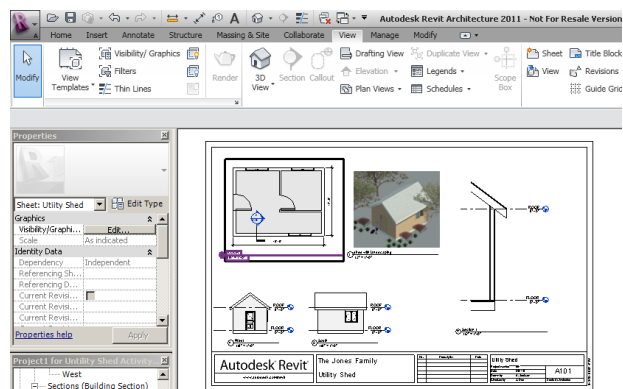 Autodesk Revit Architecture 2011 - Not For Resale Version
Home Insert Annotate Structure Massing & Site Collaborate View Manage Modify
Modify
View Templates
Visibility/ Graphics
Filters
Thin Lines
Render
3D View
Section
Callout
Drafting View
Elevation
Plan Views
Duplicate View
Legends
Schedules
Scope Box
Sheet
View
Title Block
Revisions
Guide Grid
Properties
Sheet: Utility Shed
Edit Type
Graphics
Visibility/Graphi... Edit...
Scale As indicated
Identity Data
Dependency Independent
Referencing Sh...
Referencing D...
Current Revisi...
Current Revisi...
Current Revisi...
Properties help
Apply
Project1 for Untility Shed Activity...
West
Sections (Building Section)
ROOF
FLOOR
ROOF
FLOOR
Autodesk Revit
The Jones Family
Utility Shed
Utility Shed
A101